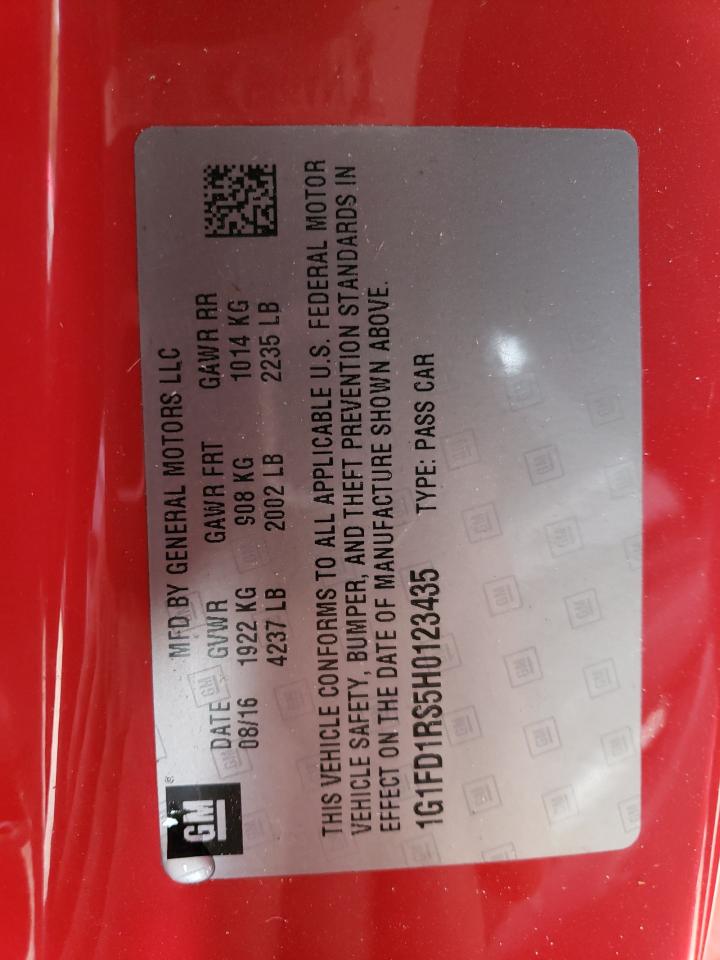 GM®
MFD BY GENERAL MOTORS LLC
DATE GVWR GAWR FRT GAWR RR
08/16 1922 KG 908 KG 1014 KG
4237 LB 2002 LB 2235 LB
THIS VEHICLE CONFORMS TO ALL APPLICABLE U.S. FEDERAL MOTOR
VEHICLE SAFETY, BUMPER, AND THEFT PREVENTION STANDARDS IN
EFFECT ON THE DATE OF MANUFACTURE SHOWN ABOVE.
1G1FD1RS5H0123435 TYPE: PASS CAR